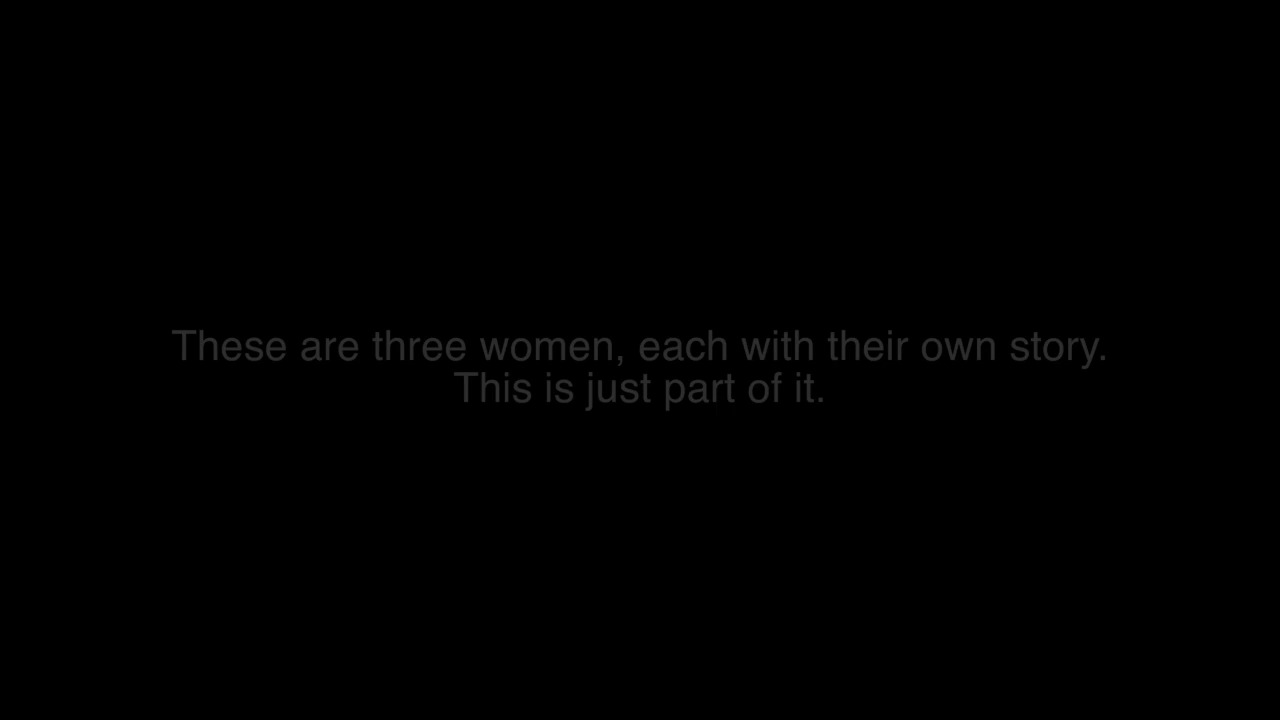 These are three women, each with their own story.
This is just part of it.